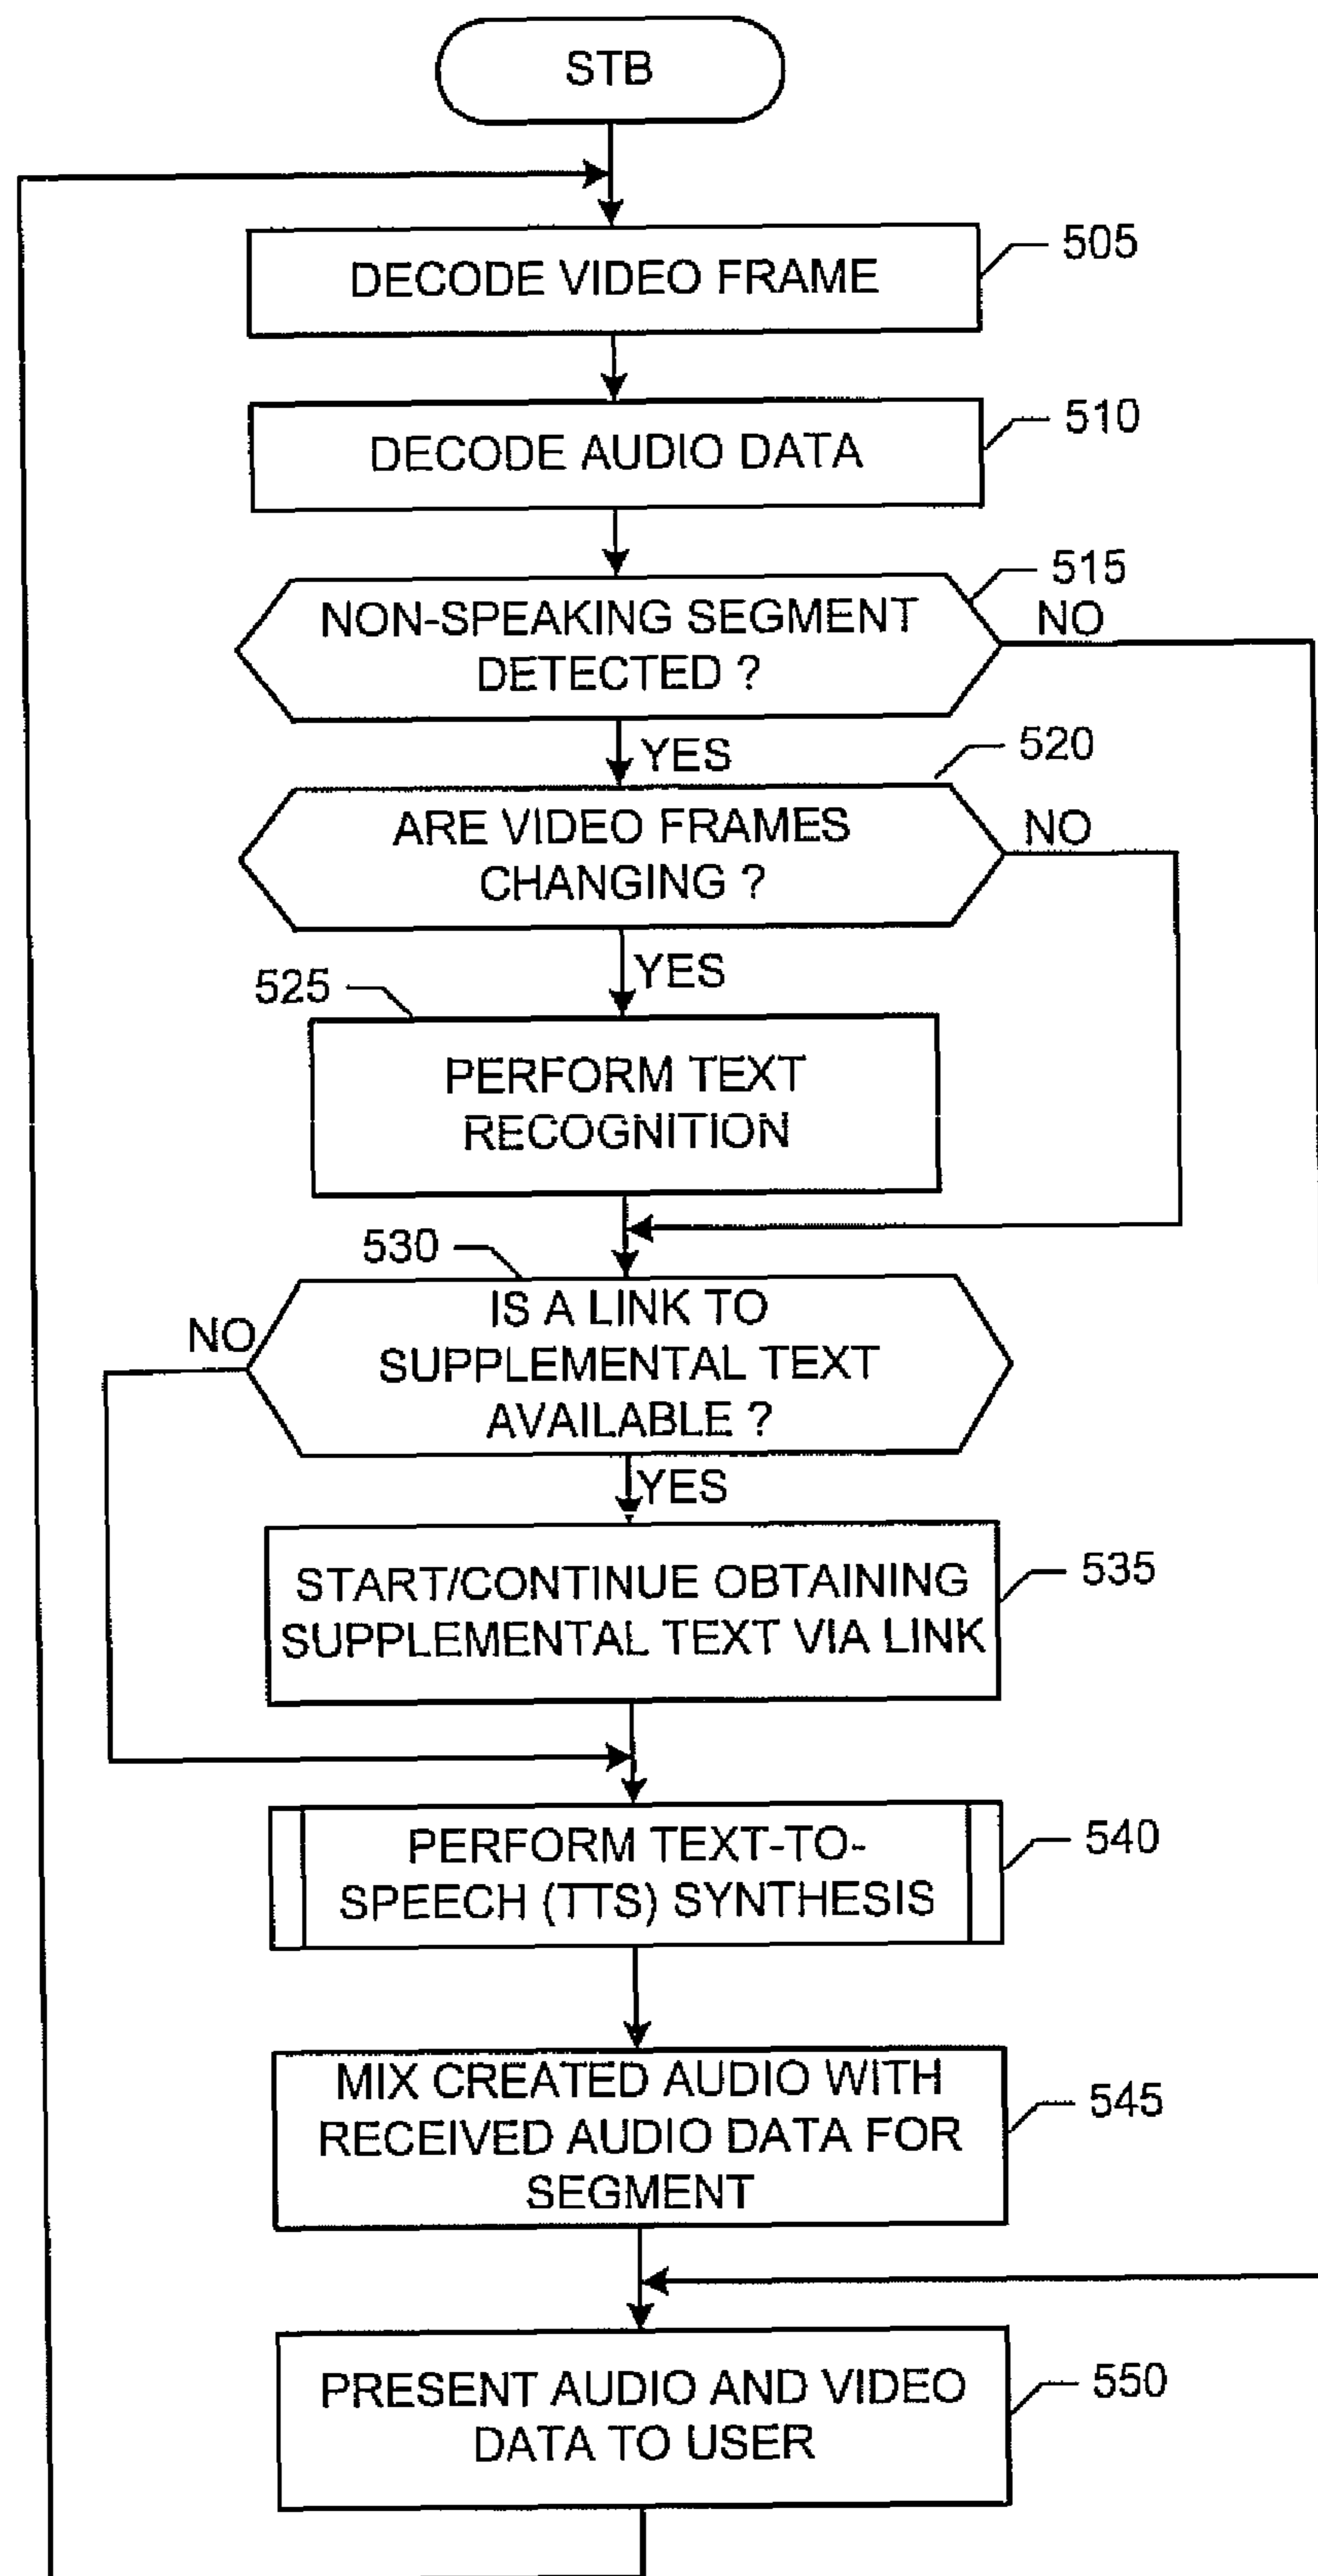 STB
DECODE VIDEO FRAME
505
DECODE AUDIO DATA
510
515
NON-SPEAKING SEGMENT
DETECTED ?
NO
YES
520
ARE VIDEO FRAMES
CHANGING ?
NO
YES
525
PERFORM TEXT
RECOGNITION
530
IS A LINK TO
SUPPLEMENTAL TEXT
AVAILABLE ?
NO
YES
START/CONTINUE OBTAINING
SUPPLEMENTAL TEXT VIA LINK
535
PERFORM TEXT-TO-
SPEECH (TTS) SYNTHESIS
540
MIX CREATED AUDIO WITH
RECEIVED AUDIO DATA FOR
SEGMENT
545
PRESENT AUDIO AND VIDEO
DATA TO USER
550